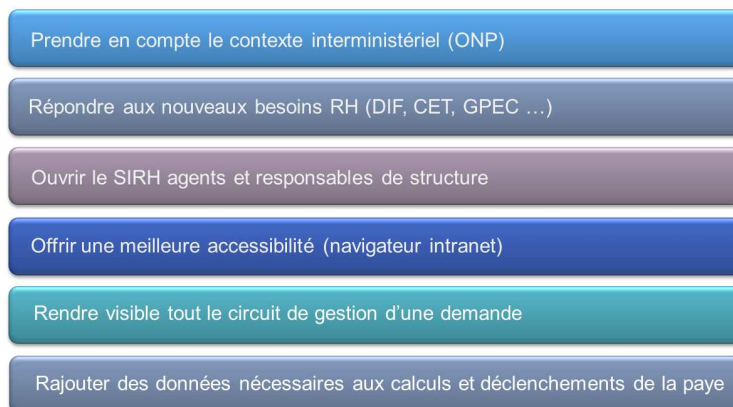 Prendre en compte le contexte interministériel (ONP)
Répondre aux nouveaux besoins RH (DIF, CET, GPEC …)
Ouvrir le SIRH agents et responsables de structure
Offrir une meilleure accessibilité (navigateur intranet)
Rendre visible tout le circuit de gestion d’une demande
Rajouter des données nécessaires aux calculs et déclenchements de la paye